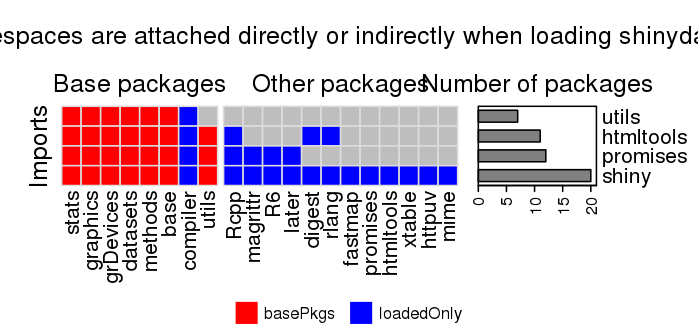 espaces are attached directly or indirectly when loading shinyda
Base packages
Other packages
Number of packages
Imports
utils
htmltools
promises
shiny
0 5 10 15 20
stats
graphics
grDevices
datasets
methods
base
compiler
utils
Rcpp
magrittr
R6
later
digest
rlang
fastmap
promises
htmltools
xtable
httpuv
mime
basePkgs
loadedOnly